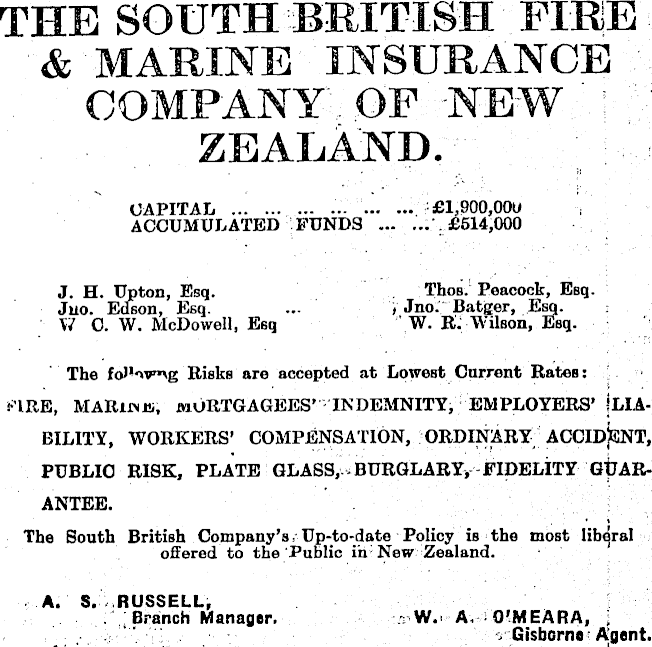 THE SOUTH BRITISH FIRE
& MARINE INSURANCE
COMPANY OF NEW
ZEALAND.
CAPITAL ... ... ... ... ... ... £1,900,000
ACCUMULATED FUNDS ... ... £514,000
J. H. Upton, Esq. Thos. Peacock, Esq.
Jno. Edson, Esq. ... Jno. Batger, Esq.
W C. W. McDowell, Esq W. R. Wilson, Esq.
The following Risks are accepted at Lowest Current Rates:
FIRE, MARINE, MORTGAGEES' INDEMNITY, EMPLOYERS' LIA-
BILITY, WORKERS' COMPENSATION, ORDINARY ACCIDENT,
PUBLIC RISK, PLATE GLASS, BURGLARY, FIDELITY GUAR-
ANTEE.
The South British Company's Up-to-date Policy is the most liberal
offered to the Public in New Zealand.
A. S. RUSSELL,
Branch Manager.
W. A. O'MEARA,
Gisborne Agent.